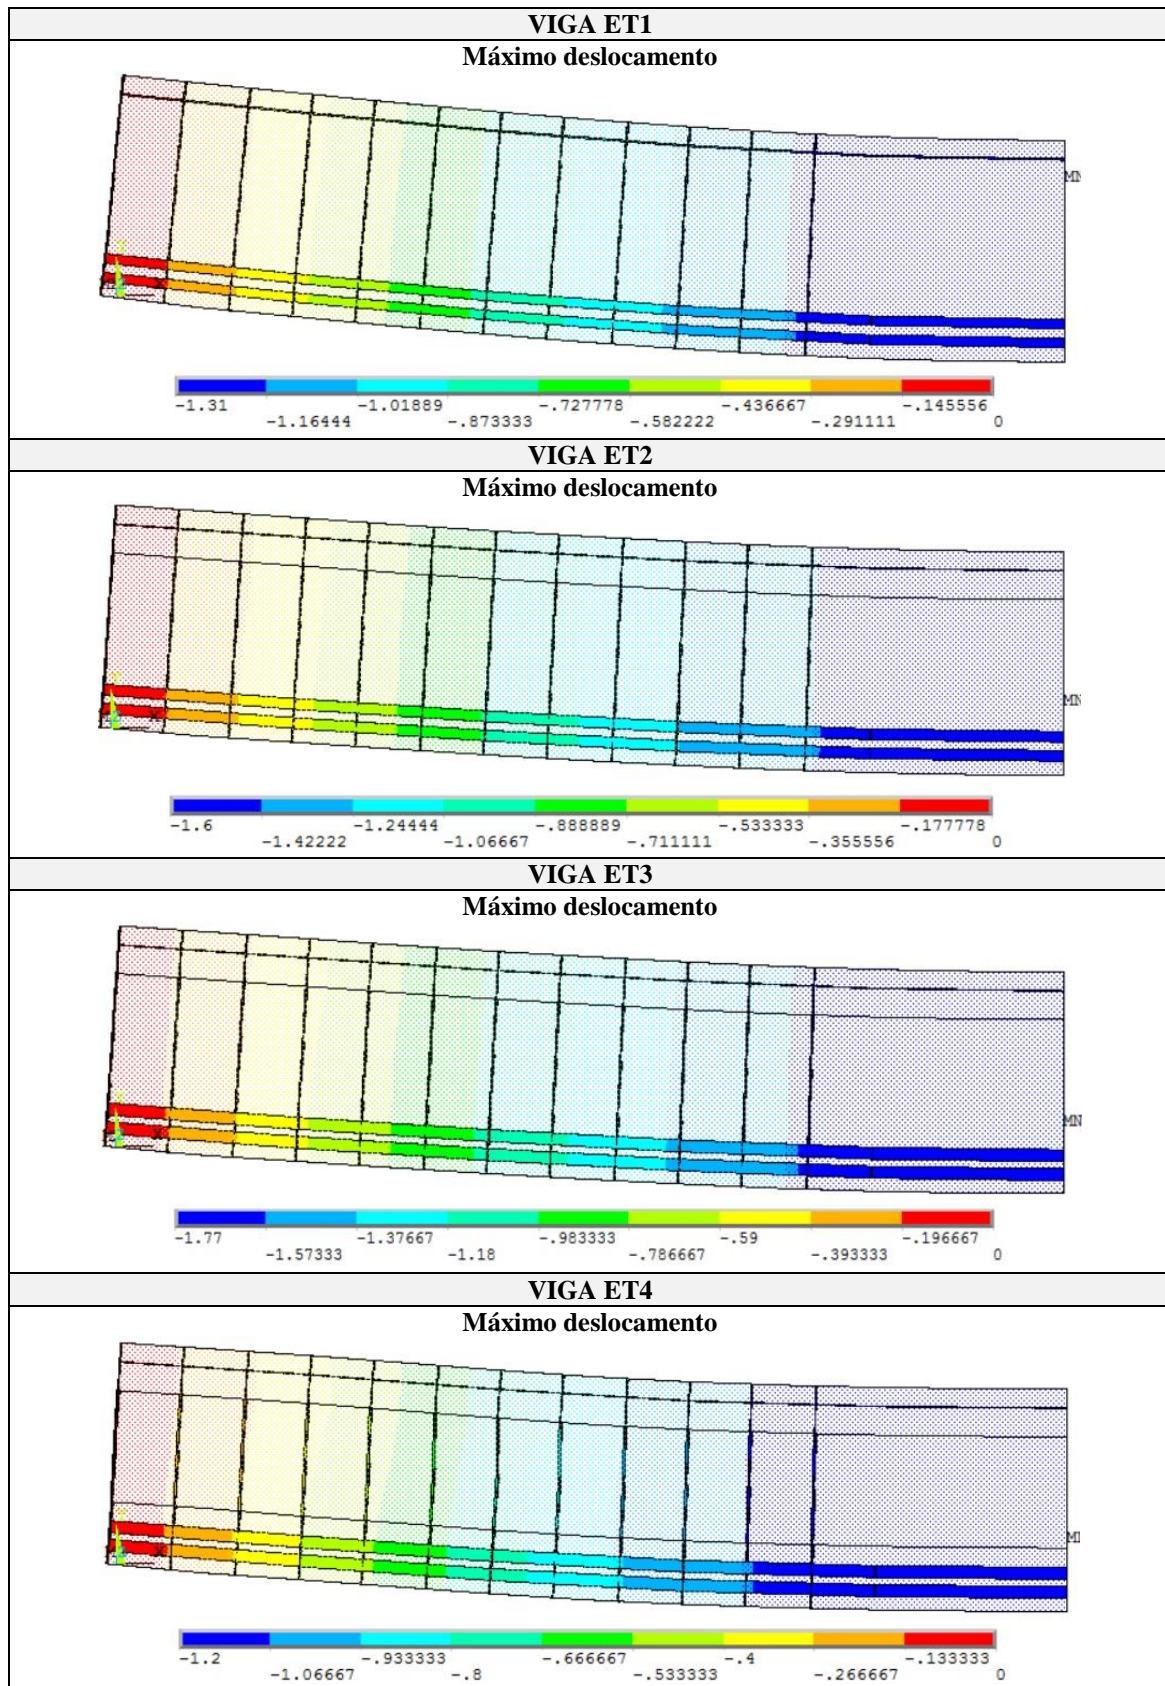 VIGA ET1
Máximo deslocamento
MN
X
-1.31 -1.01889 -.727778 -.436667 -.145556
-1.16444 -.873333 -.582222 -.291111 0
VIGA ET2
Máximo deslocamento
MN
X
-1.6 -1.24444 -.888889 -.533333 -.177778
-1.42222 -1.06667 -.711111 -.355556 0
VIGA ET3
Máximo deslocamento
MN
X
-1.77 -1.37667 -.983333 -.59 -.196667
-1.57333 -1.18 -.786667 -.393333 0
VIGA ET4
Máximo deslocamento
X
-1.2 -.933333 -.666667 -.4 -.133333
-1.06667 -.8 -.533333 -.266667 0